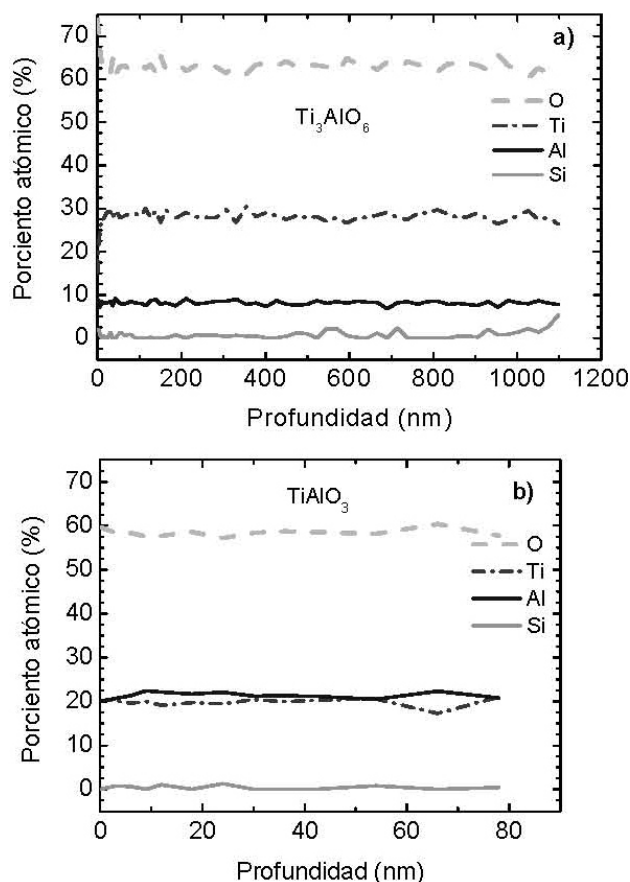 70
60
50
40
30
20
10
0
Porciento atómico (%)
a)
Ti₃AlO₆
O
Ti
Al
Si
0 200 400 600 800 1000 1200
Profundidad (nm)
70
60
50
40
30
20
10
0
Porciento atómico (%)
b)
TiAlO₃
O
Ti
Al
Si
0 20 40 60 80
Profundidad (nm)